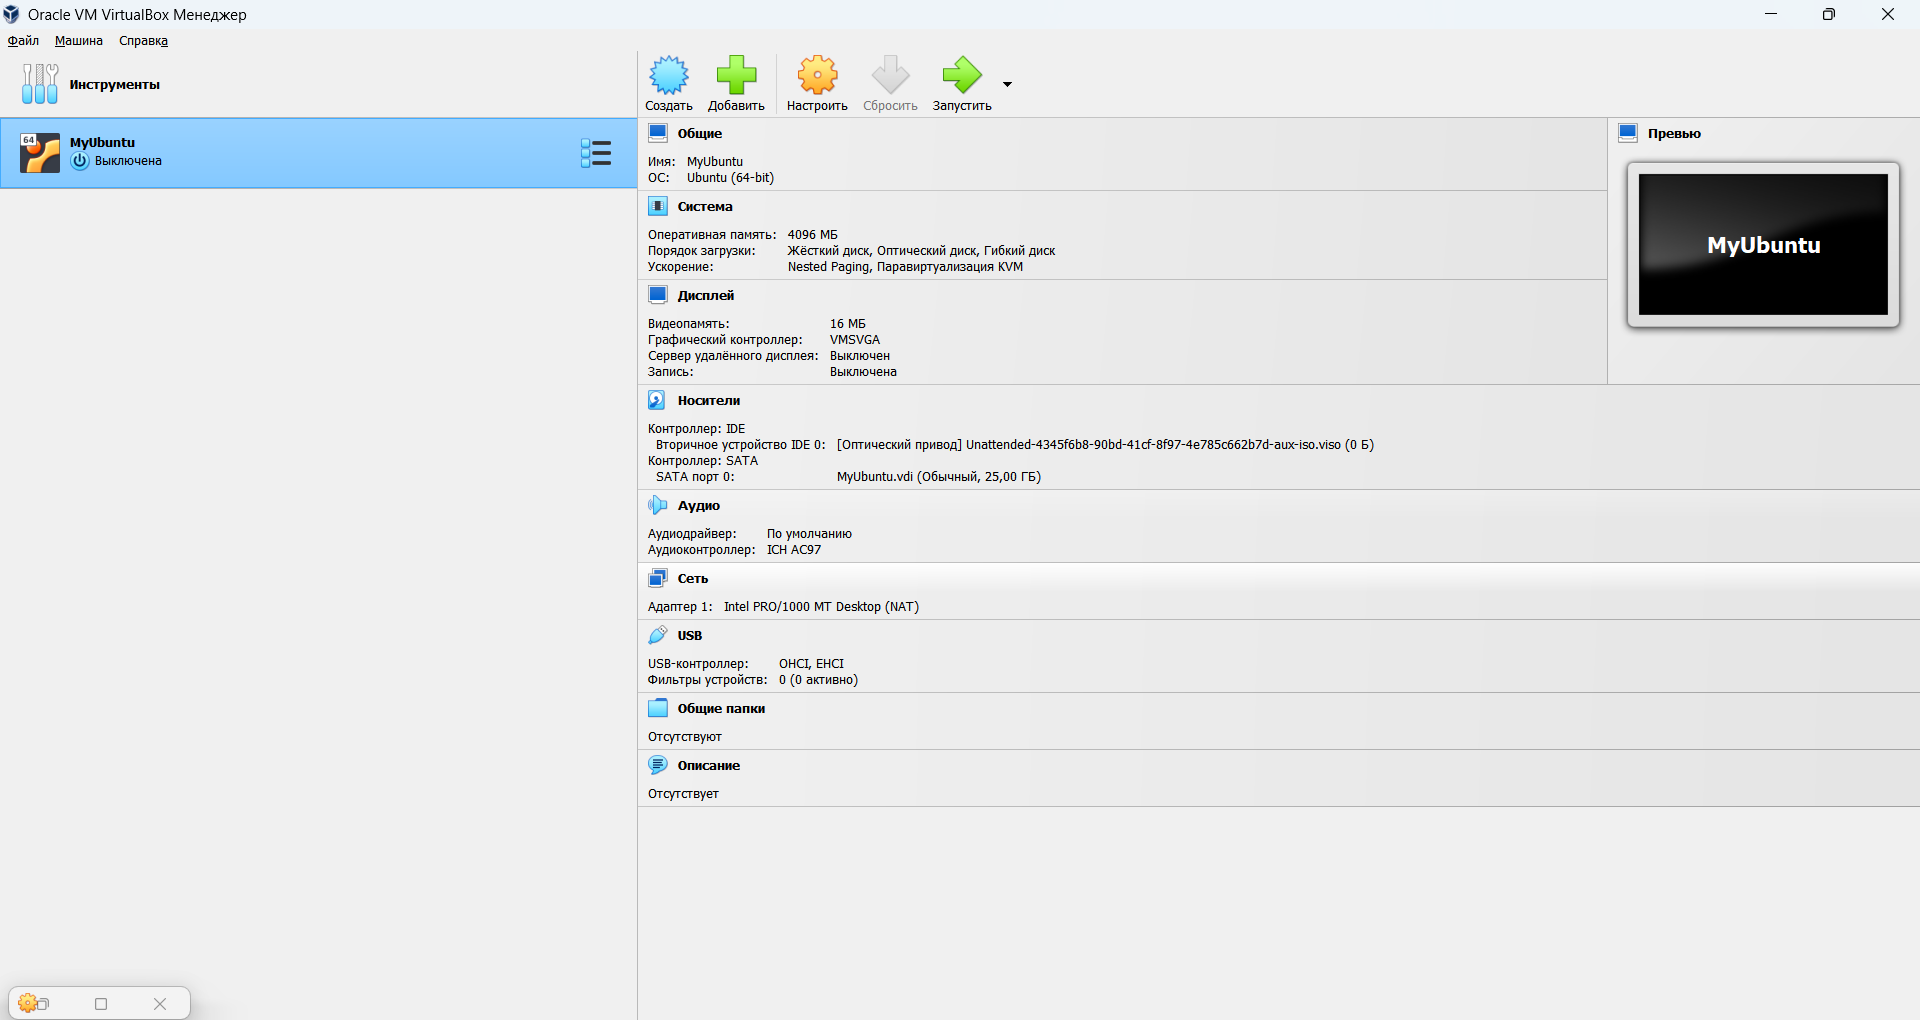 Oracle VM VirtualBox Менеджер
Файл Машина Справка
Инструменты
64
MyUbuntu
Выключена
Создать Добавить Настроить Сбросить Запустить
Общие
Имя: MyUbuntu
ОС: Ubuntu (64-bit)
Превью
MyUbuntu
Система
Оперативная память: 4096 МБ
Порядок загрузки: Жёсткий диск, Оптический диск, Гибкий диск
Ускорение: Nested Paging, Паравиртуализация KVM
Дисплей
Видеопамять: 16 МБ
Графический контроллер: VMSVGA
Сервер удалённого дисплея: Выключен
Запись: Выключена
Носители
Контроллер: IDE
Вторичное устройство IDE 0: [Оптический привод] Unattended-4345f6b8-90bd-41cf-8f97-4e785c662b7d-aux-iso.viso (0 Б)
Контроллер: SATA
SATA порт 0: MyUbuntu.vdi (Обычный, 25,00 ГБ)
Аудио
Аудиодрайвер: По умолчанию
Аудиоконтроллер: ICH AC97
Сеть
Адаптер 1: Intel PRO/1000 MT Desktop (NAT)
USB
USB-контроллер: OHCI, EHCI
Фильтры устройств: 0 (0 активно)
Общие папки
Отсутствуют
Описание
Отсутствует